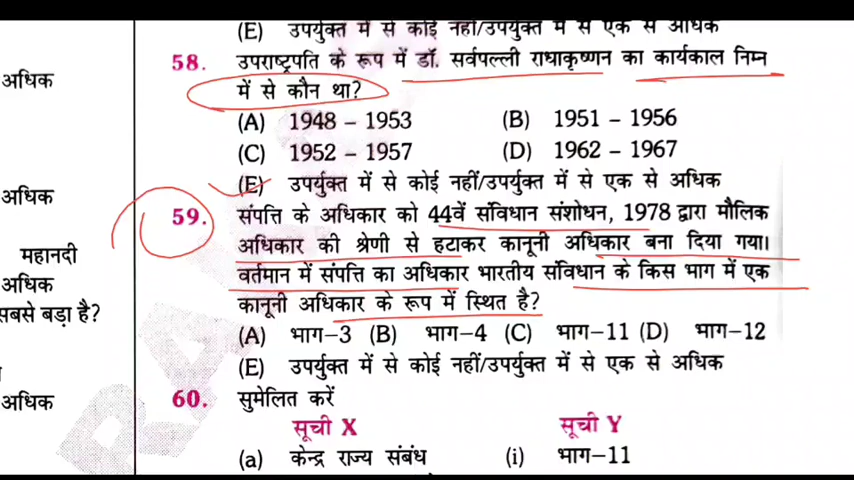 (E) उपर्युक्त में से कोई नहीं/उपर्युक्त में से एक से अधिक
58. उपराष्ट्रपति के रूप में डॉ. सर्वपल्ली राधाकृष्णन का कार्यकाल निम्न
अधिक
में से कौन था?
(A) 1948 – 1953 (B) 1951 – 1956
(C) 1952 – 1957 (D) 1962 – 1967
(E) उपर्युक्त में से कोई नहीं/उपर्युक्त में से एक से अधिक
अधिक
59. संपत्ति के अधिकार को 44वें संविधान संशोधन, 1978 द्वारा मौलिक
अधिकार की श्रेणी से हटाकर कानूनी अधिकार बना दिया गया।
महानदी
वर्तमान में संपत्ति का अधिकार भारतीय संविधान के किस भाग में एक
अधिक
कानूनी अधिकार के रूप में स्थित है?
सबसे बड़ा है?
(A) भाग–3 (B) भाग–4 (C) भाग–11 (D) भाग–12
(E) उपर्युक्त में से कोई नहीं/उपर्युक्त में से एक से अधिक
60. सुमेलित करें
अधिक
सूची X सूची Y
(a) केन्द्र राज्य संबंध (i) भाग–11